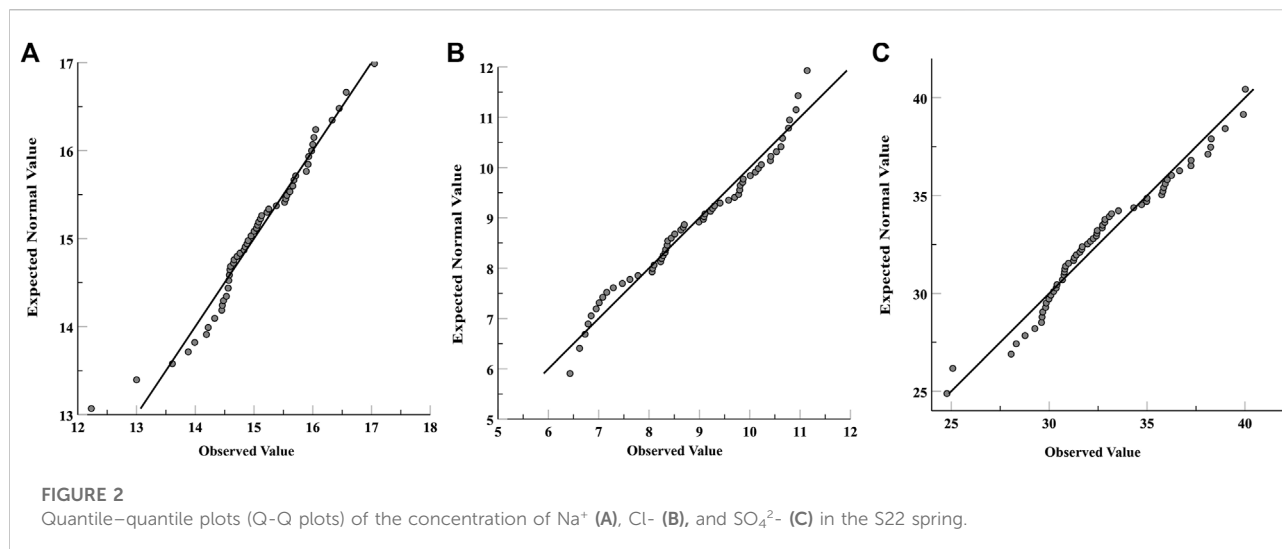 A
Expected Normal Value
17
16
15
14
13
12 13 14 15 16 17 18
Observed Value
B
Expected Normal Value
12
11
10
9
8
7
6
5
5 6 7 8 9 10 11 12
Observed Value
C
Expected Normal Value
40
35
30
25
25 30 35 40
Observed Value
FIGURE 2
Quantile–quantile plots (Q-Q plots) of the concentration of Na⁺ (A), Cl- (B), and SO₄²- (C) in the S22 spring.